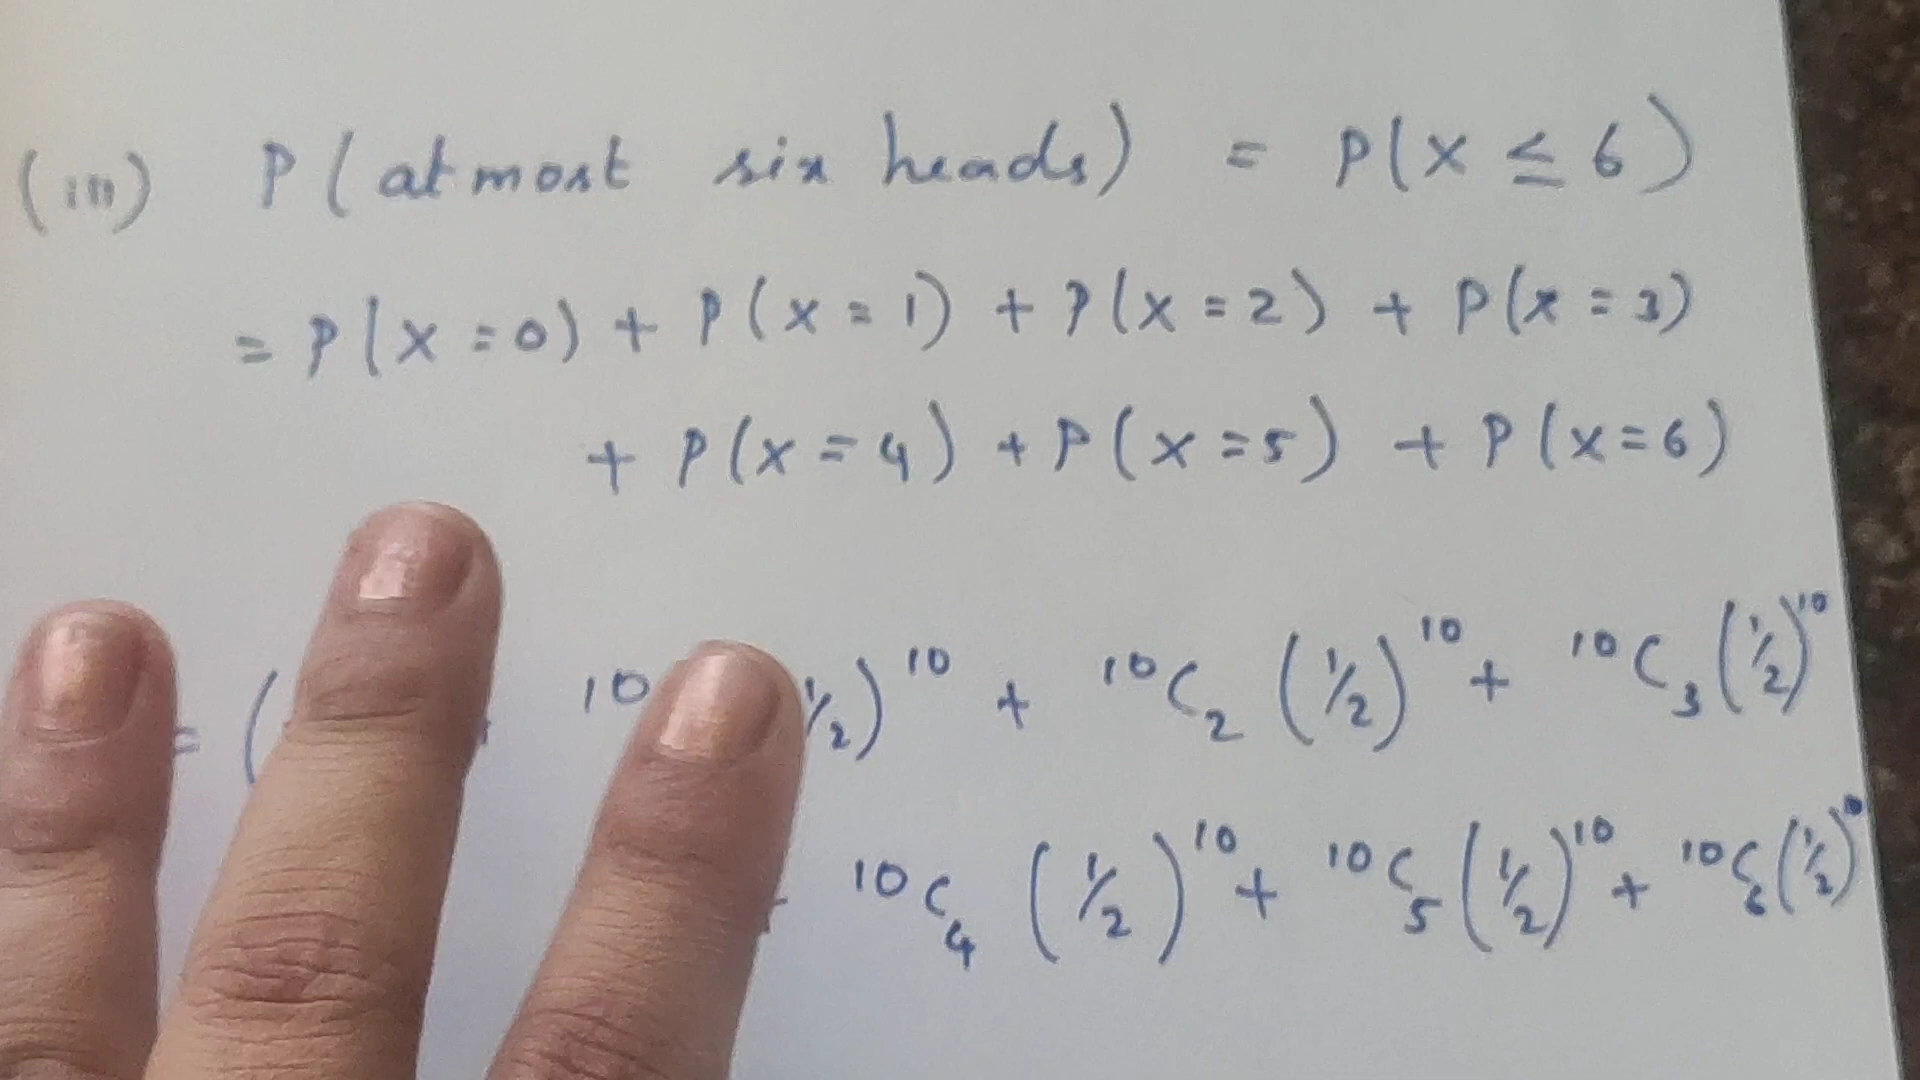 (iii) P(at most six heads) = P(X ≤ 6)
= P(X=0) + P(X=1) + P(X=2) + P(X=3)
+ P(X=4) + P(X=5) + P(X=6)
= ( 10 1/2)^10 + 10C2 (1/2)^10 + 10C3 (1/2)^10
10C4 (1/2)^10 + 10C5 (1/2)^10 + 10C6 (1/2)^10